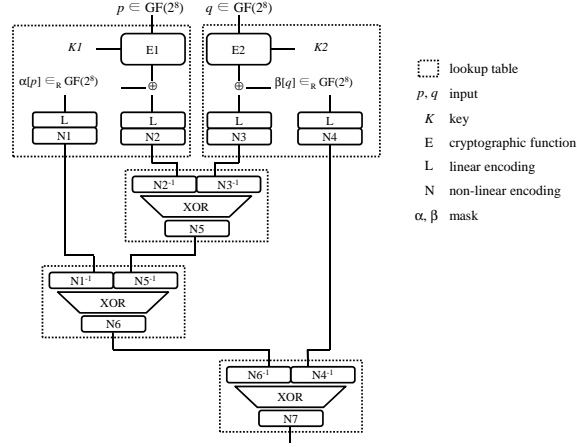 p ∈ GF(2⁸) q ∈ GF(2⁸)
K1 E1 E2 K2
α[p] ∈R GF(2⁸) ⊕ ⊕ β[q] ∈R GF(2⁸)
L L L L
N1 N2 N3 N4
N2⁻¹ N3⁻¹
XOR
N5
N1⁻¹ N5⁻¹
XOR
N6
N6⁻¹ N4⁻¹
XOR
N7
lookup table
p, q input
K key
E cryptographic function
L linear encoding
N non-linear encoding
α, β mask